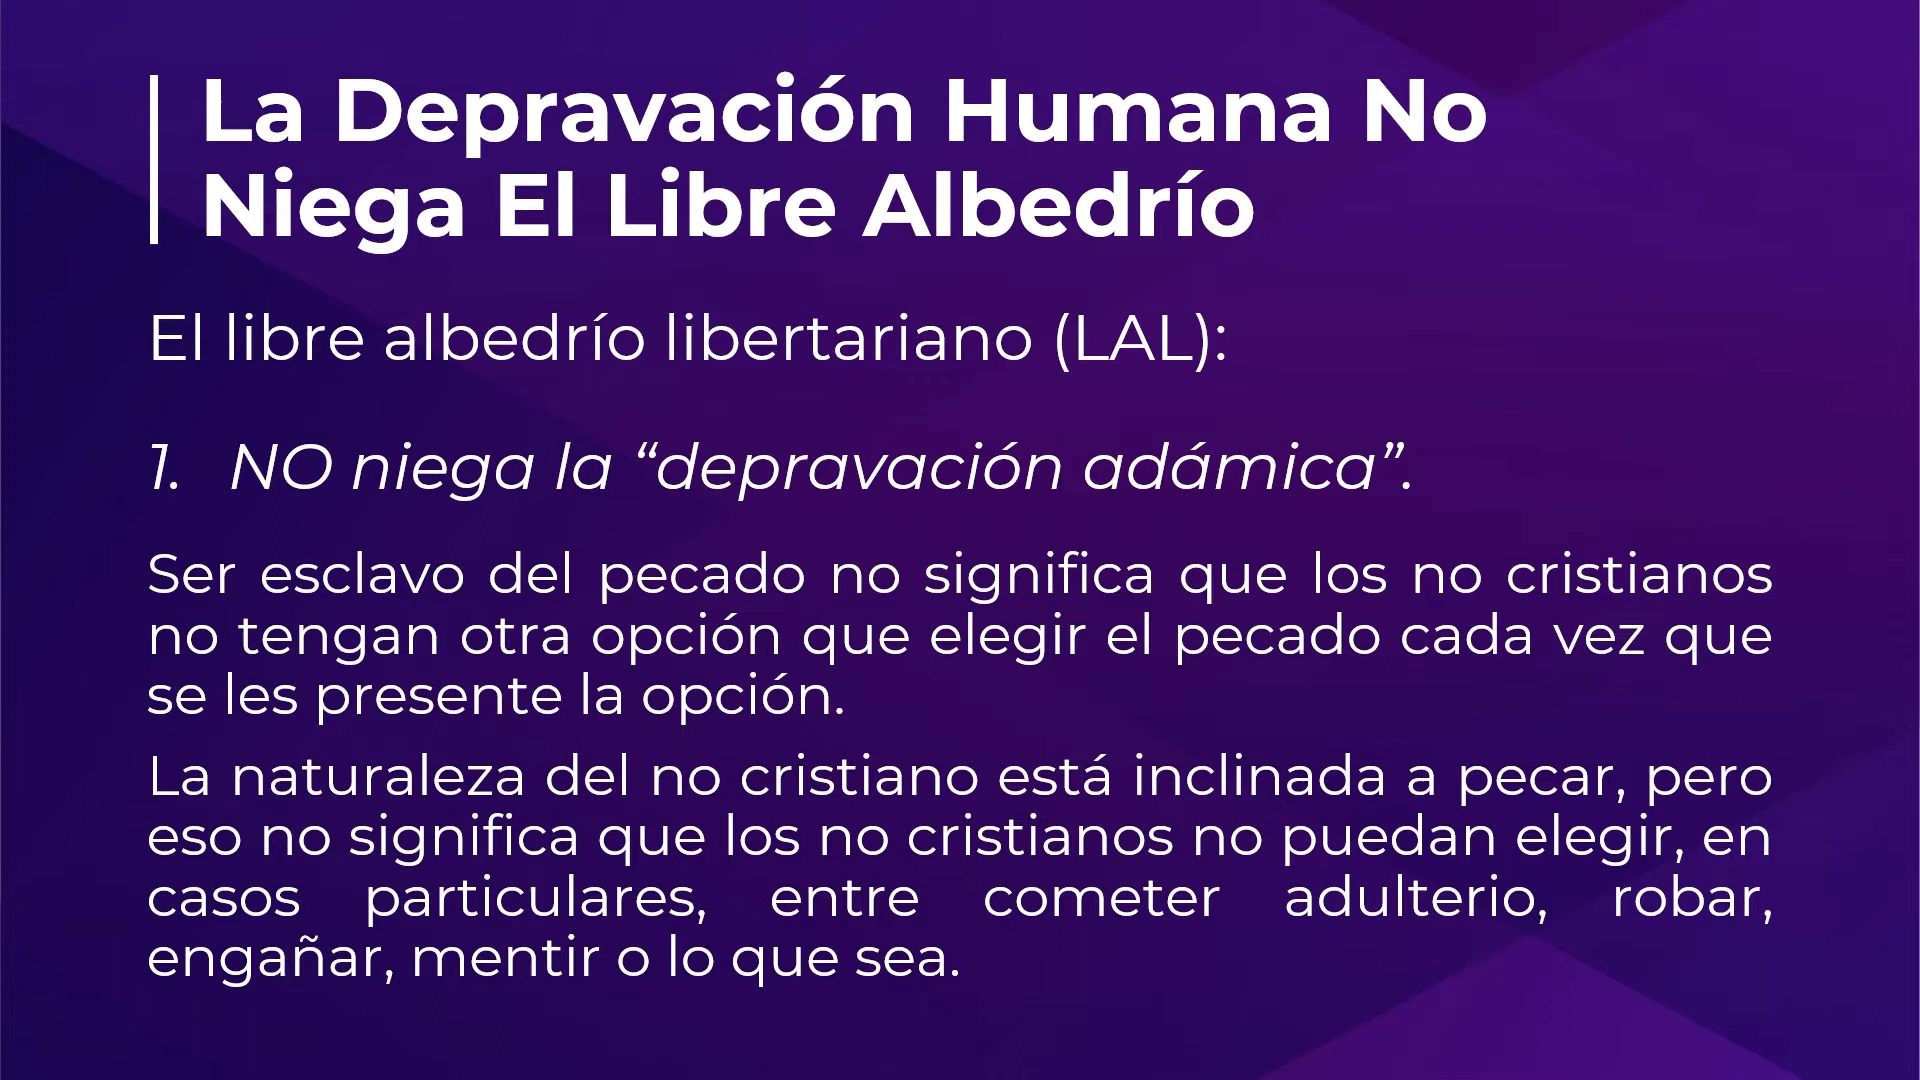 La Depravación Humana No
Niega El Libre Albedrío
El libre albedrío libertariano (LAL):
1. NO niega la “depravación adámica”.
Ser esclavo del pecado no significa que los no cristianos
no tengan otra opción que elegir el pecado cada vez que
se les presente la opción.
La naturaleza del no cristiano está inclinada a pecar, pero
eso no significa que los no cristianos no puedan elegir, en
casos particulares, entre cometer adulterio, robar,
engañar, mentir o lo que sea.